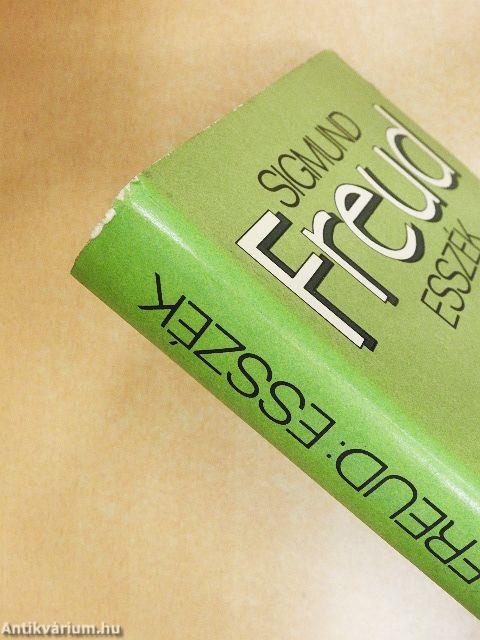 SIGMUND
Freud
ESSZÉK
FREUD: ESSZÉK
Antikvárium.hu